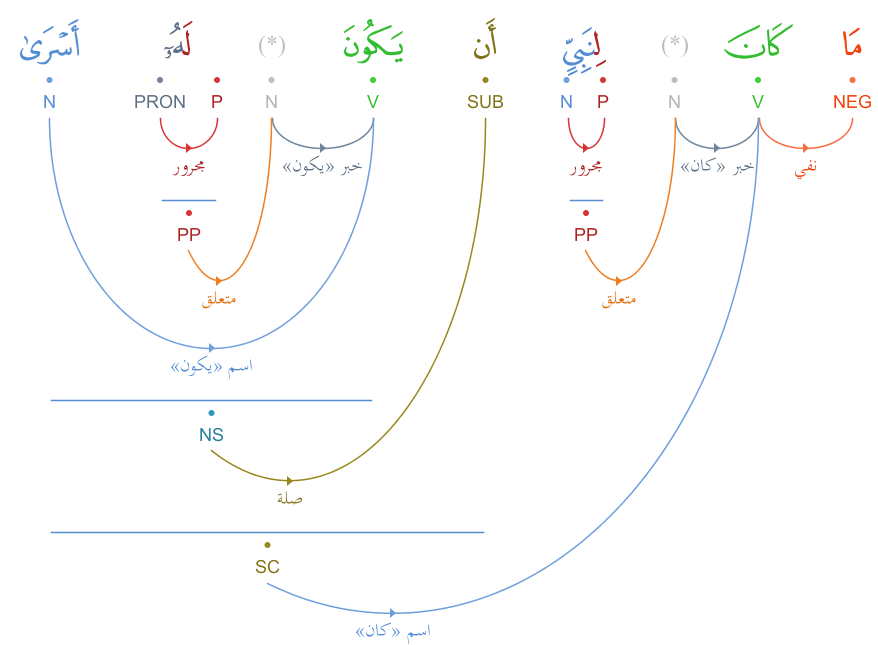 مَا كَانَ (*) لِنَبِيٍّ أَن يَكُونَ (*) لَهُۥٓ أَسْرَىٰ
NEG V N P N SUB V N P PRON N
نفي خبر «كان» مجرور خبر «يكون» مجرور
PP PP
متعلق متعلق
اسم «يكون»
NS
صلة
SC
اسم «كان»